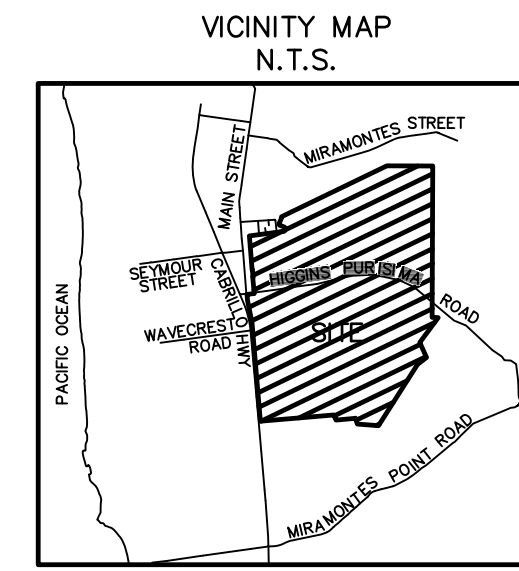 VICINITY MAP
N.T.S.
MIRAMONTES STREET
MAIN STREET
SEYMOUR
STREET
CABRILLO HWY
HIGGINS PURISIMA
ROAD
WAVECREST
ROAD
SITE
PACIFIC OCEAN
MIRAMONTES POINT ROAD